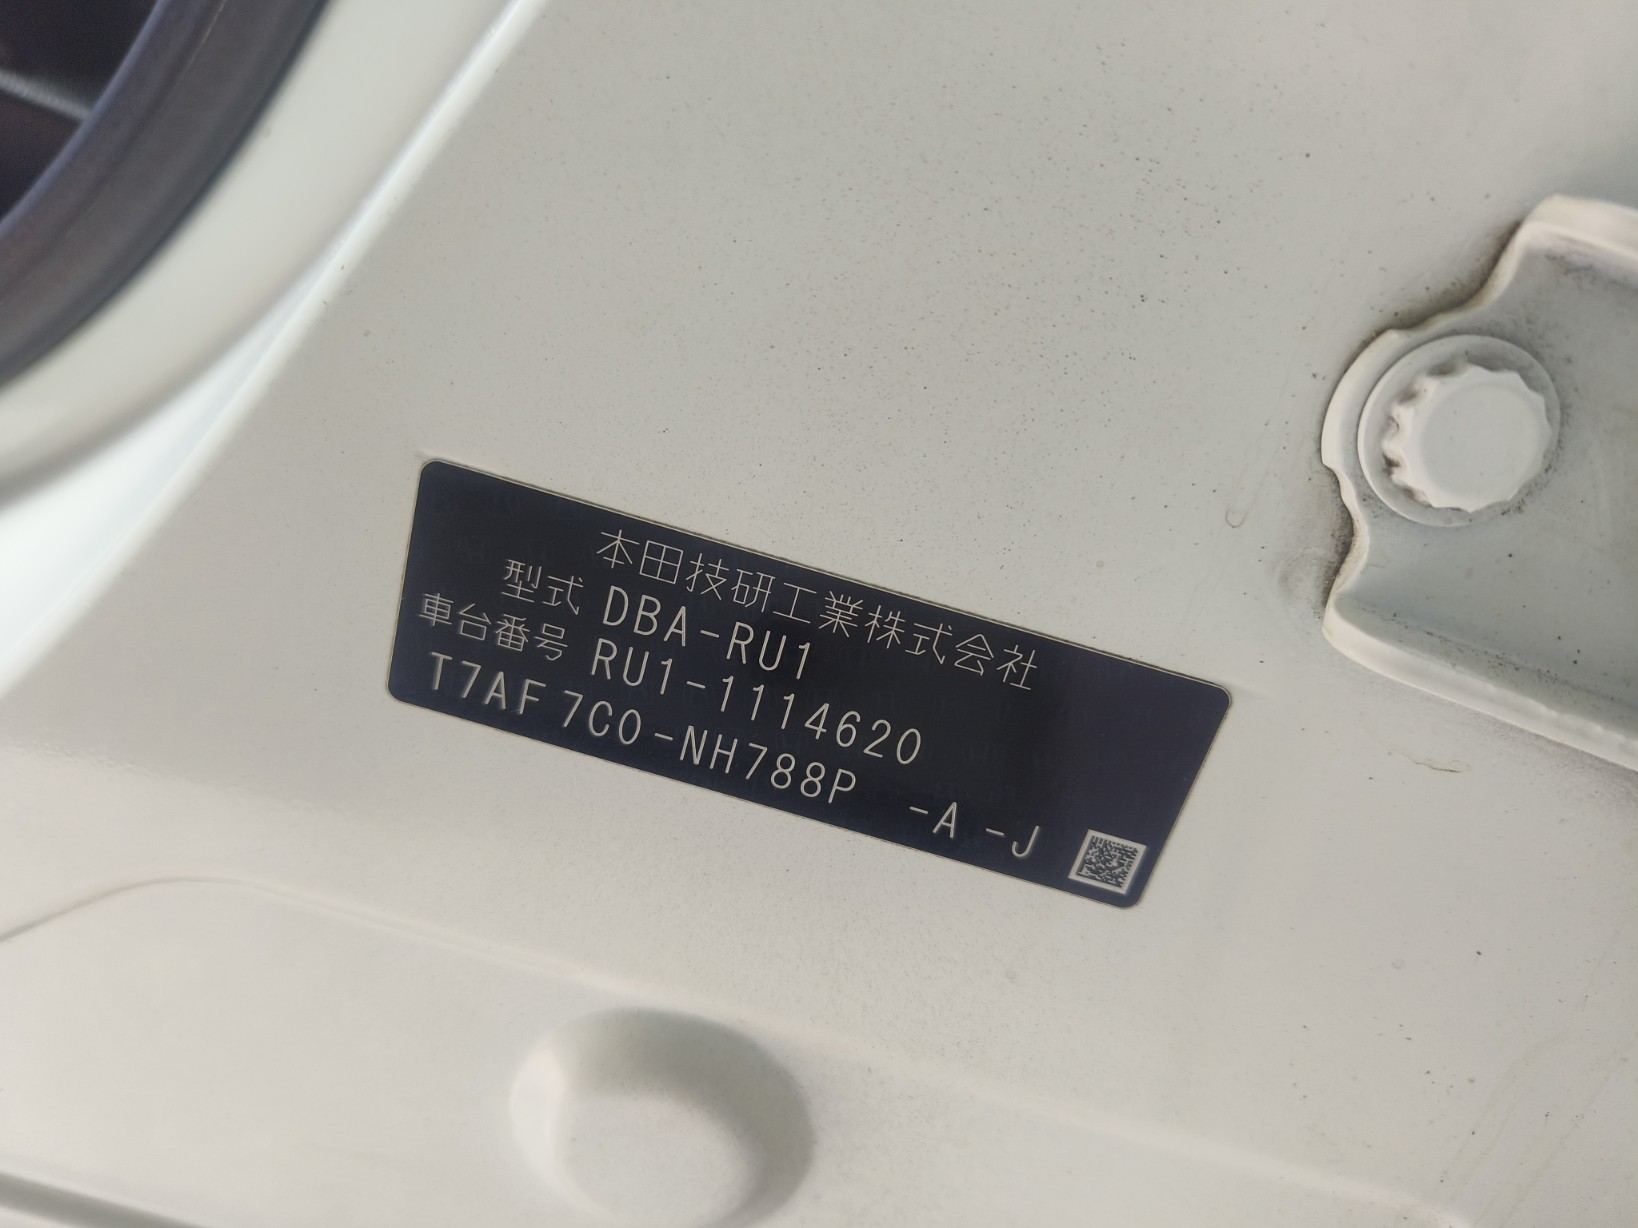 本田技研工業株式会社
型式 DBA-RU1
車台番号 RU1-1114620
T7AF 7C0-NH788P -A -J